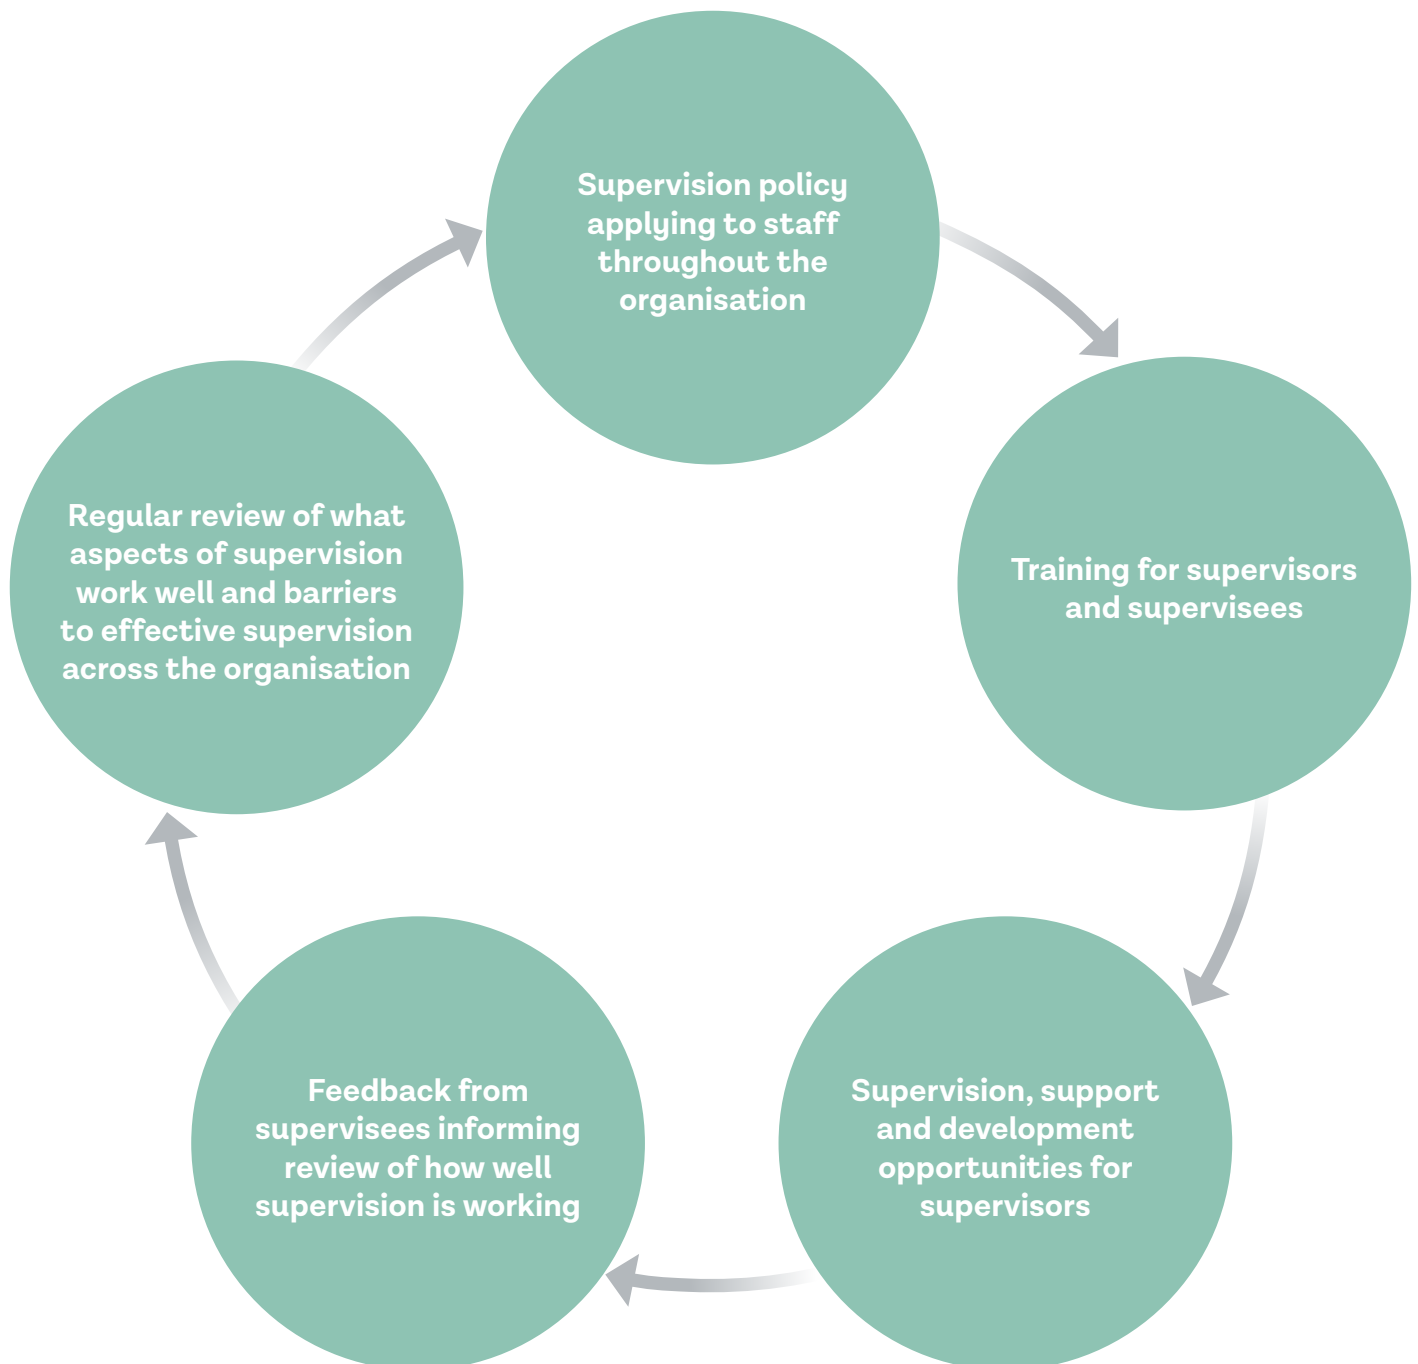 Supervision policy
applying to staff
throughout the
organisation
Training for supervisors
and supervisees
Supervision, support
and development
opportunities for
supervisors
Feedback from
supervisees informing
review of how well
supervision is working
Regular review of what
aspects of supervision
work well and barriers
to effective supervision
across the organisation